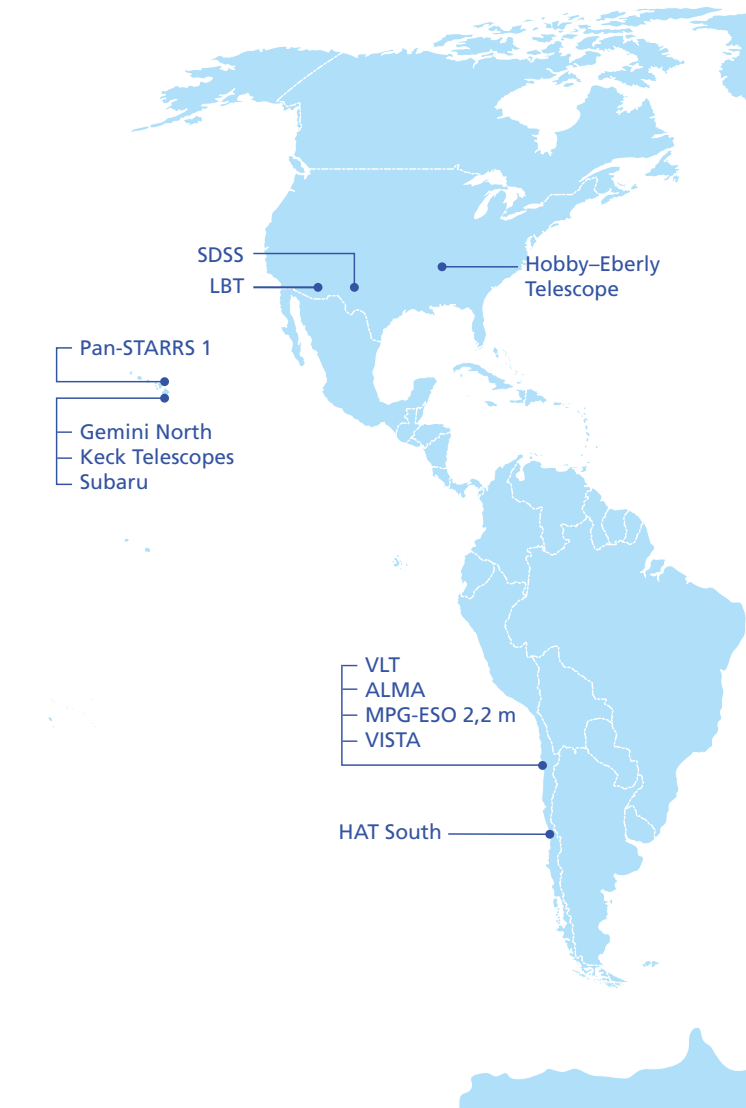 SDSS
LBT
Hobby–Eberly
Telescope
Pan-STARRS 1
Gemini North
Keck Telescopes
Subaru
VLT
ALMA
MPG-ESO 2,2 m
VISTA
HAT South